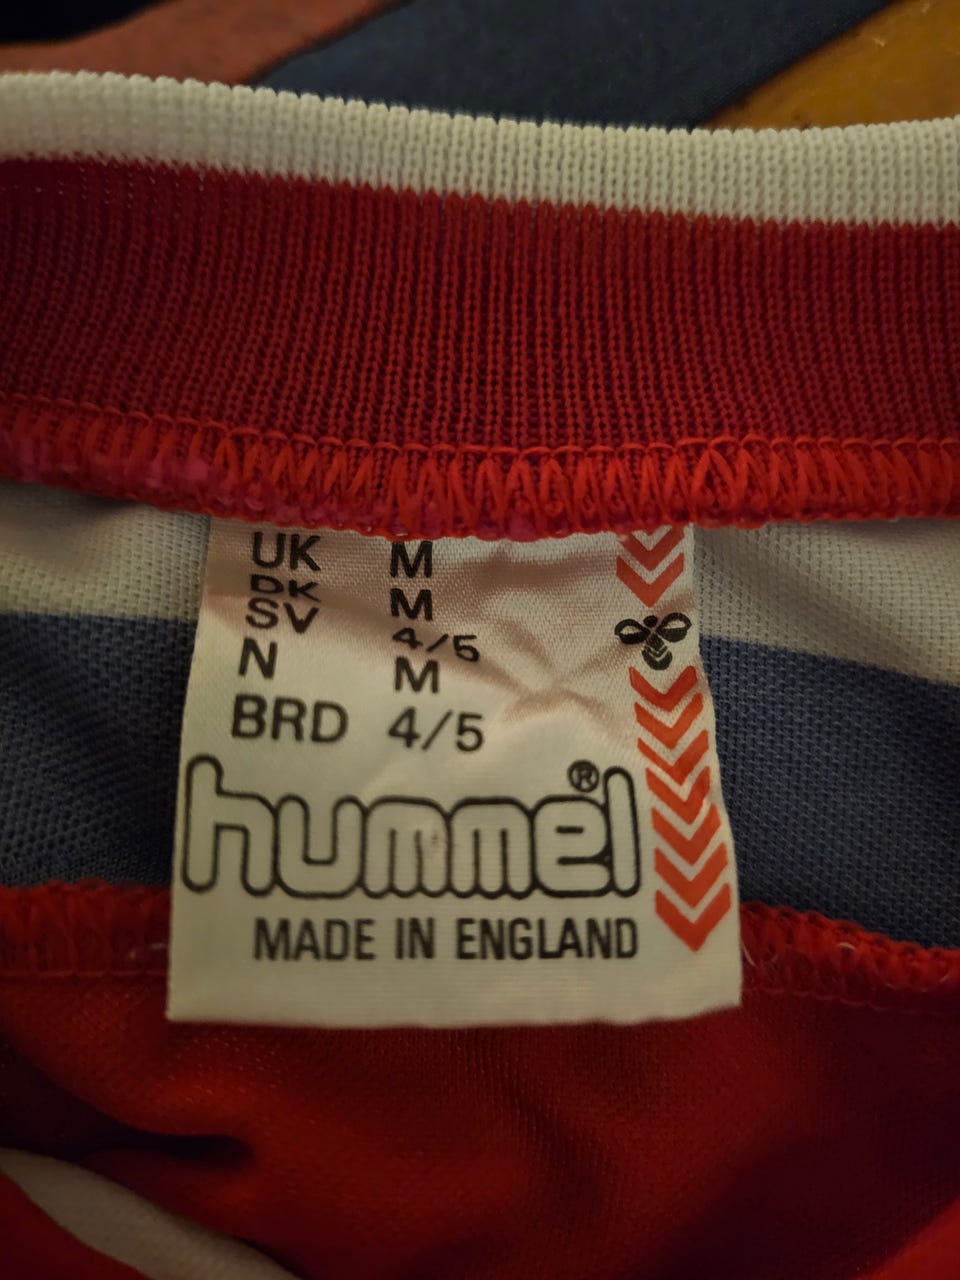 UK M
DK M
SV 4/5
N M
BRD 4/5
hummel®
MADE IN ENGLAND